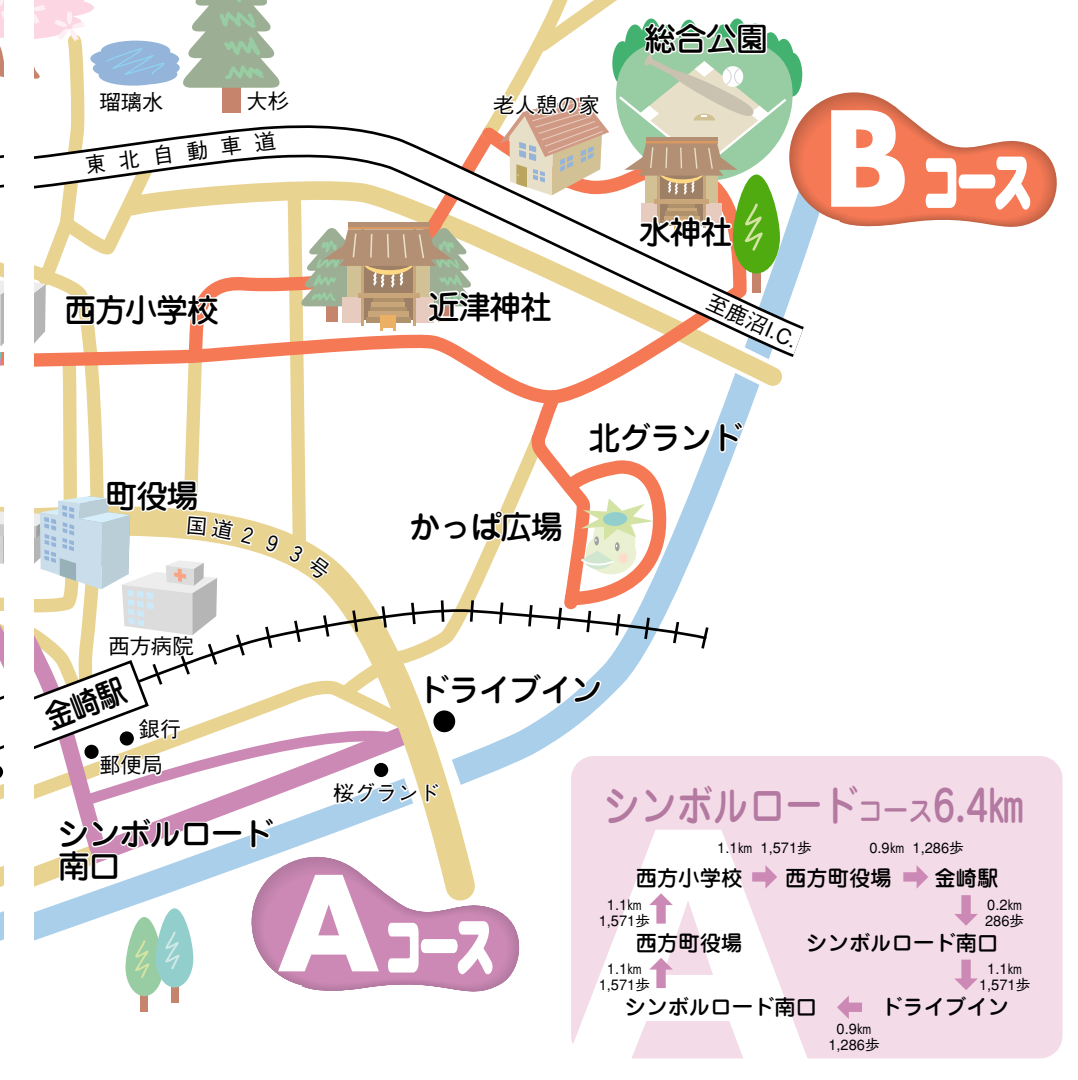 総合公園
瑠璃水
大杉
老人憩の家
東北自動車道
Bコース
水神社
西方小学校
近津神社
至鹿沼I.C.
北グランド
町役場
国道293号
かっぱ広場
西方病院
金崎駅
ドライブイン
銀行
郵便局
桜グランド
シンボルロード
南口
Aコース
シンボルロードコース6.4km
1.1km 1,571歩
0.9km 1,286歩
西方小学校
西方町役場
金崎駅
1.1km
1,571歩
0.2km
286歩
西方町役場
シンボルロード南口
1.1km
1,571歩
1.1km
1,571歩
シンボルロード南口
ドライブイン
0.9km
1,286歩